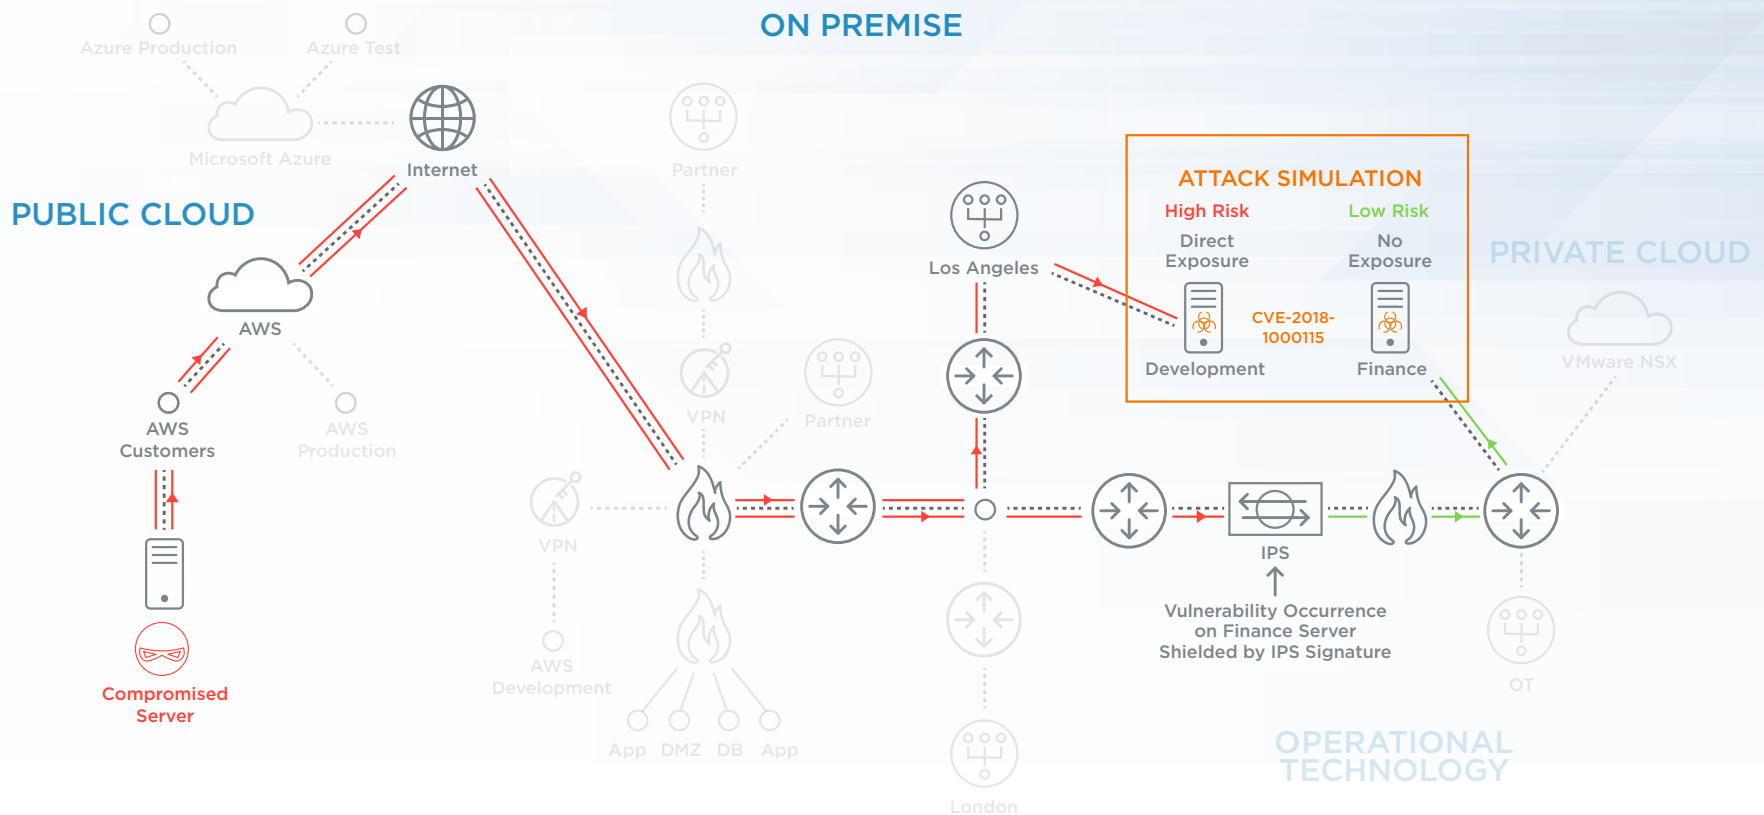 ON PREMISE
Azure Production
Azure Test
Microsoft Azure
Internet
Partner
PUBLIC CLOUD
ATTACK SIMULATION
High Risk
Low Risk
Direct
Exposure
No
Exposure
PRIVATE CLOUD
Los Angeles
AWS
CVE-2018-
1000115
Development
Finance
VMware NSX
VPN
Partner
AWS
Customers
AWS
Production
VPN
IPS
Vulnerability Occurrence
on Finance Server
Shielded by IPS Signature
AWS
Development
OT
Compromised
Server
App
DMZ
DB
App
OPERATIONAL
TECHNOLOGY
London